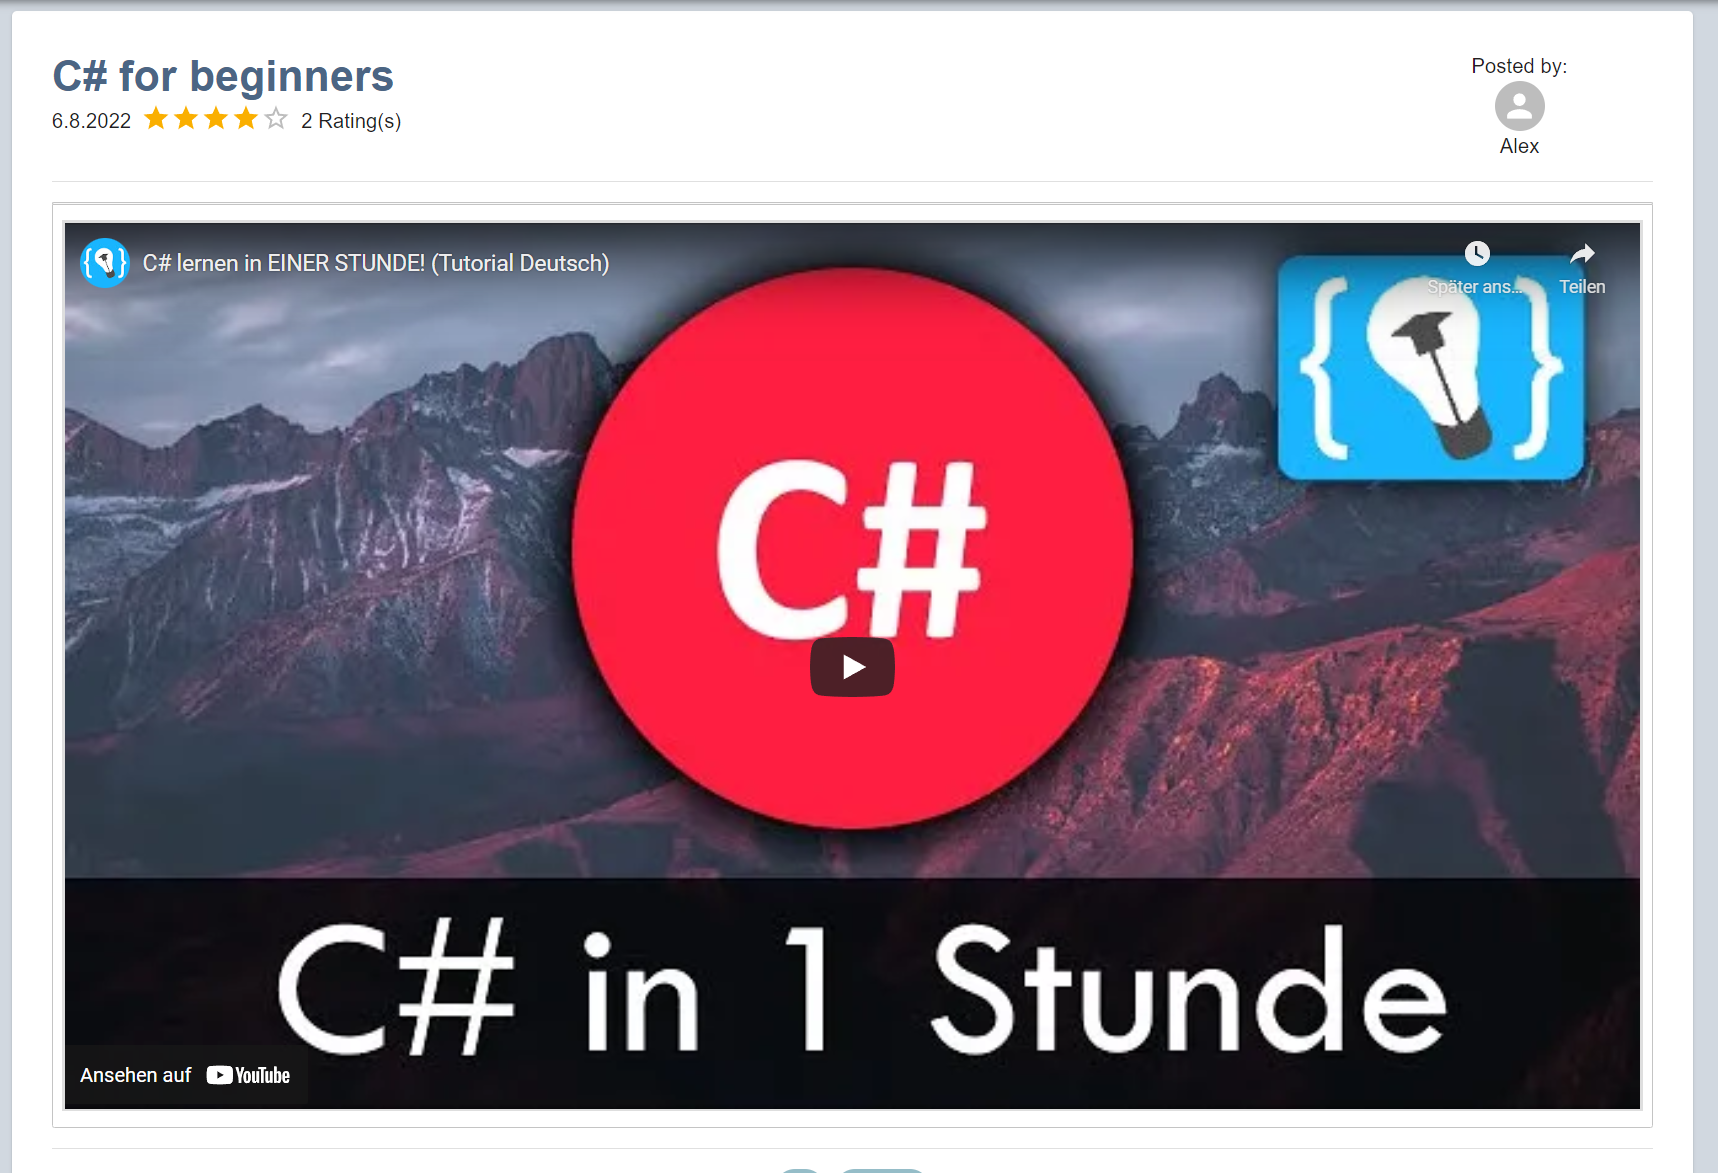 C# for beginners
6.8.2022 2 Rating(s)
Posted by:
Alex
C# lernen in EINER STUNDE! (Tutorial Deutsch)
Später ans...
Teilen
C#
C# in 1 Stunde
Ansehen auf YouTube